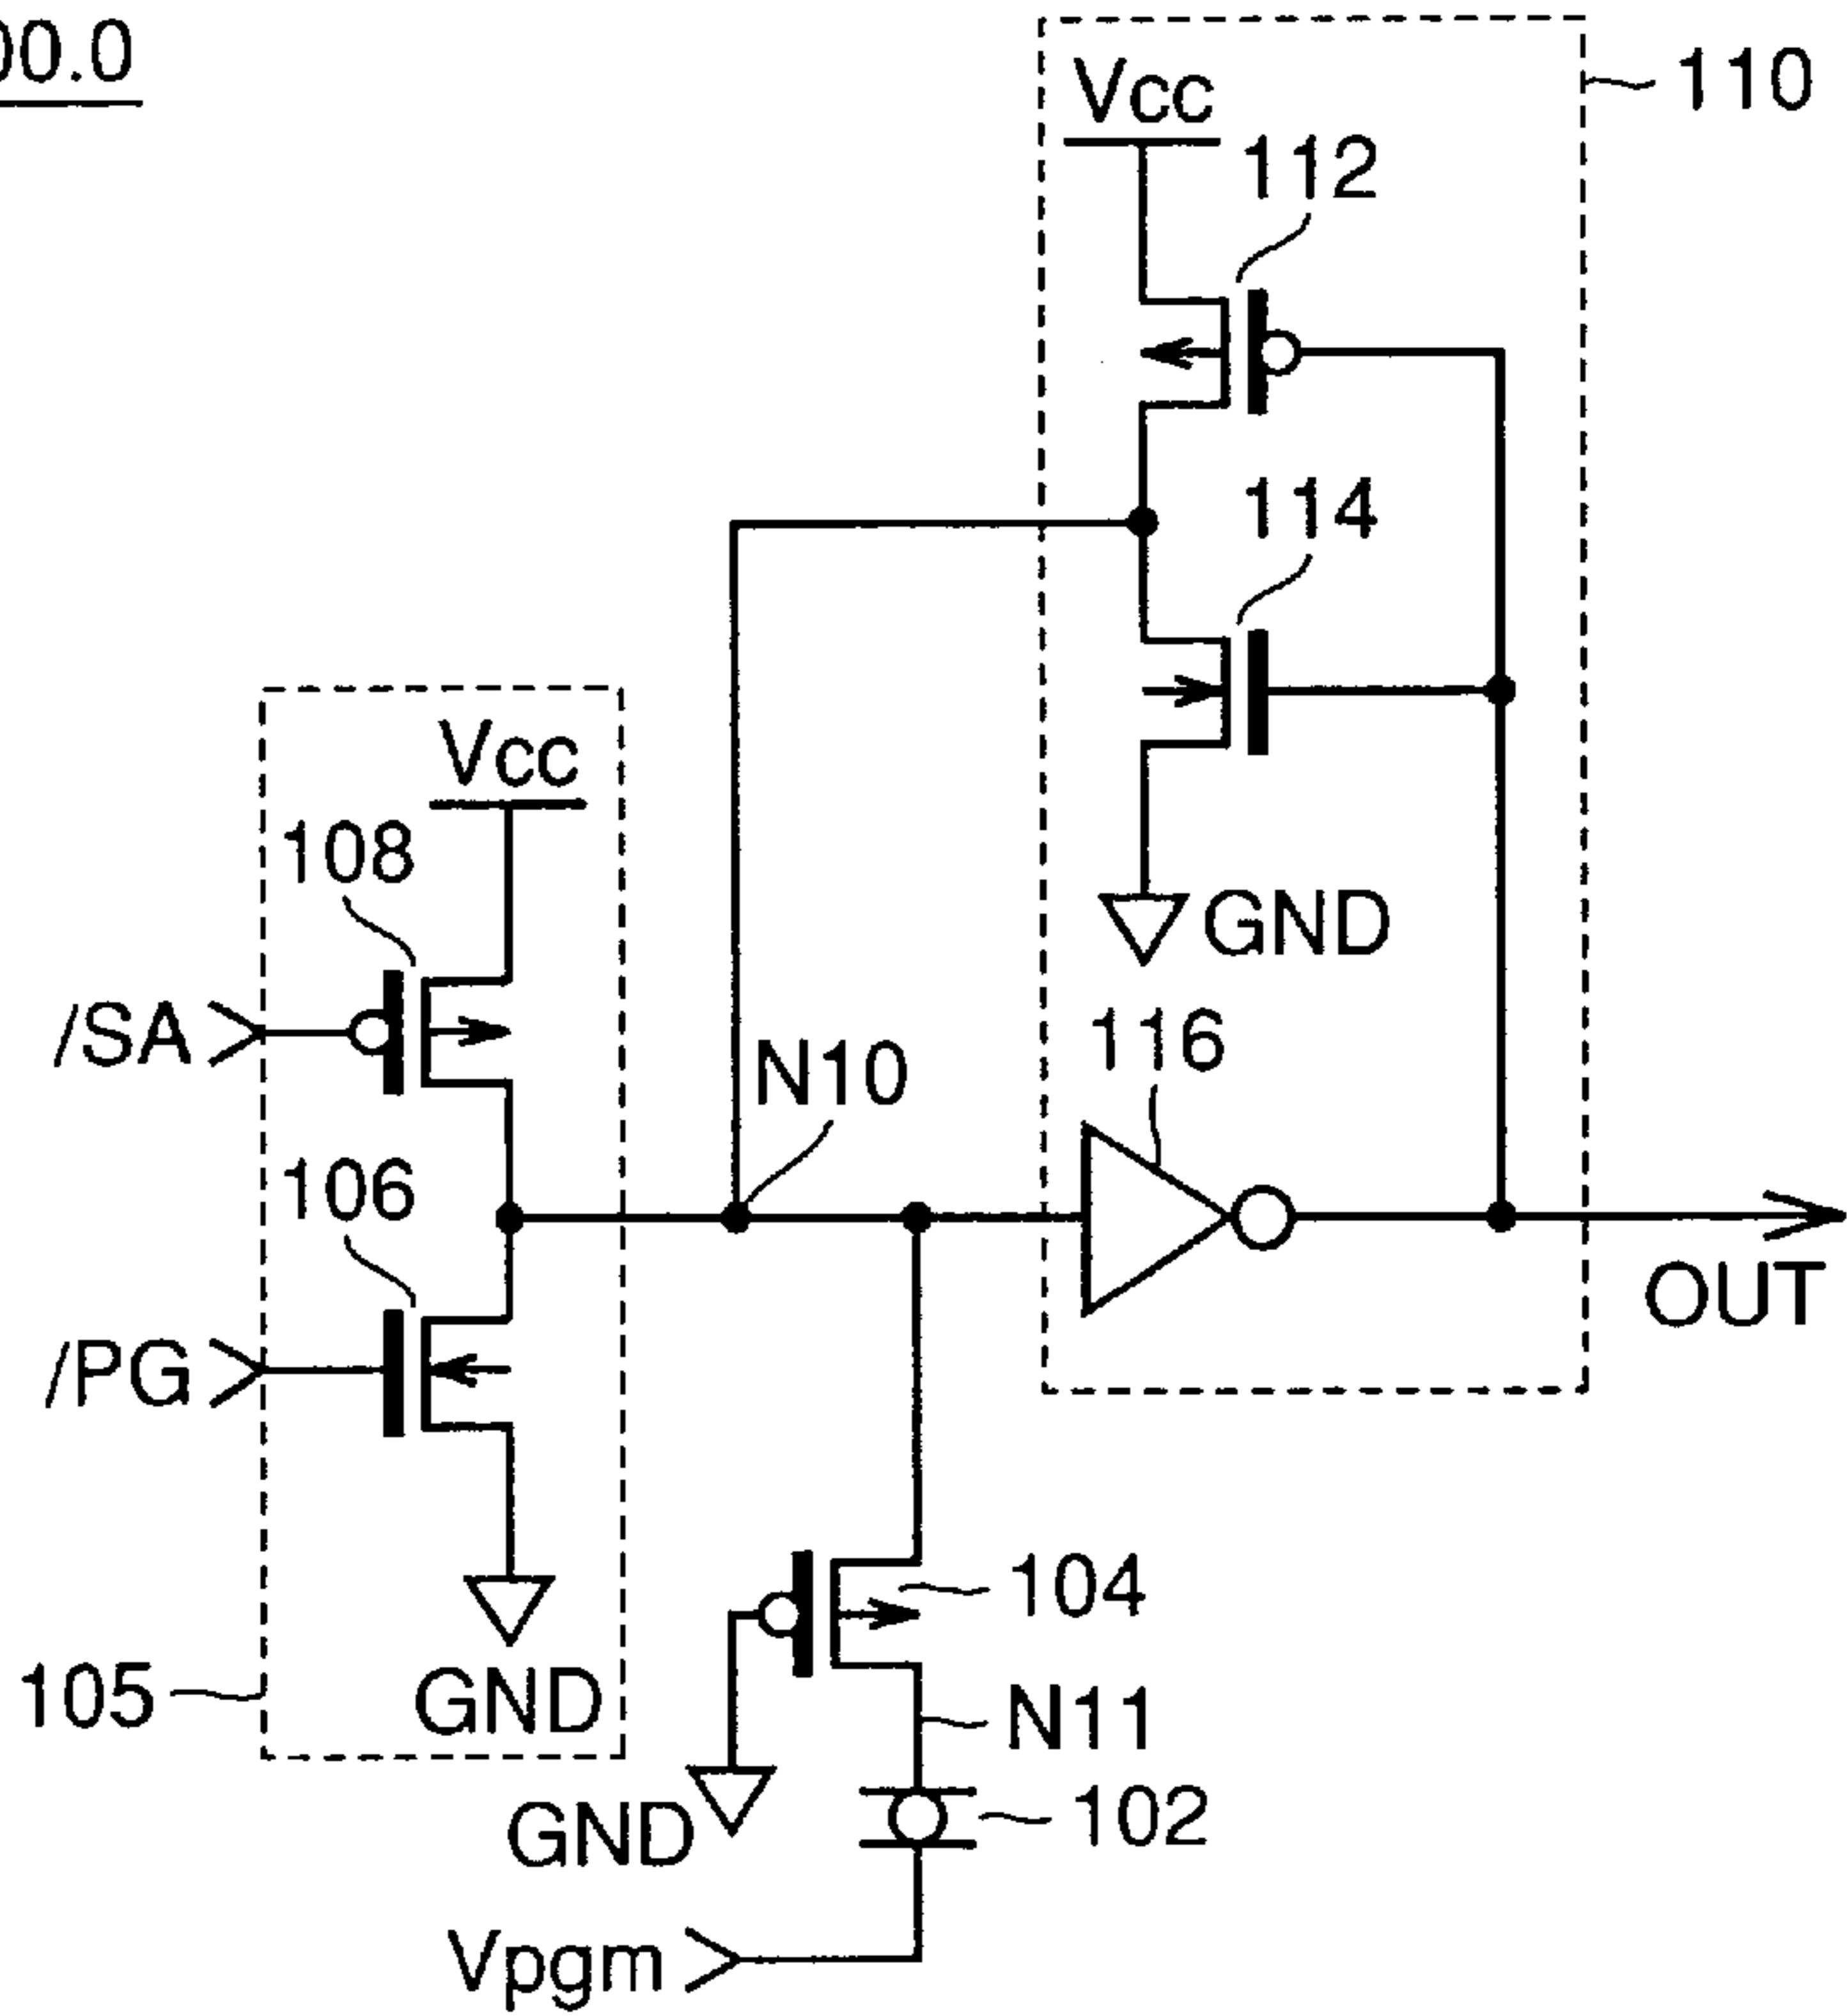 00.0
110
Vcc
112
114
Vcc
108
GND
/SA
N10
116
106
/PG
OUT
104
105
GND
N11
GND
102
Vpgm